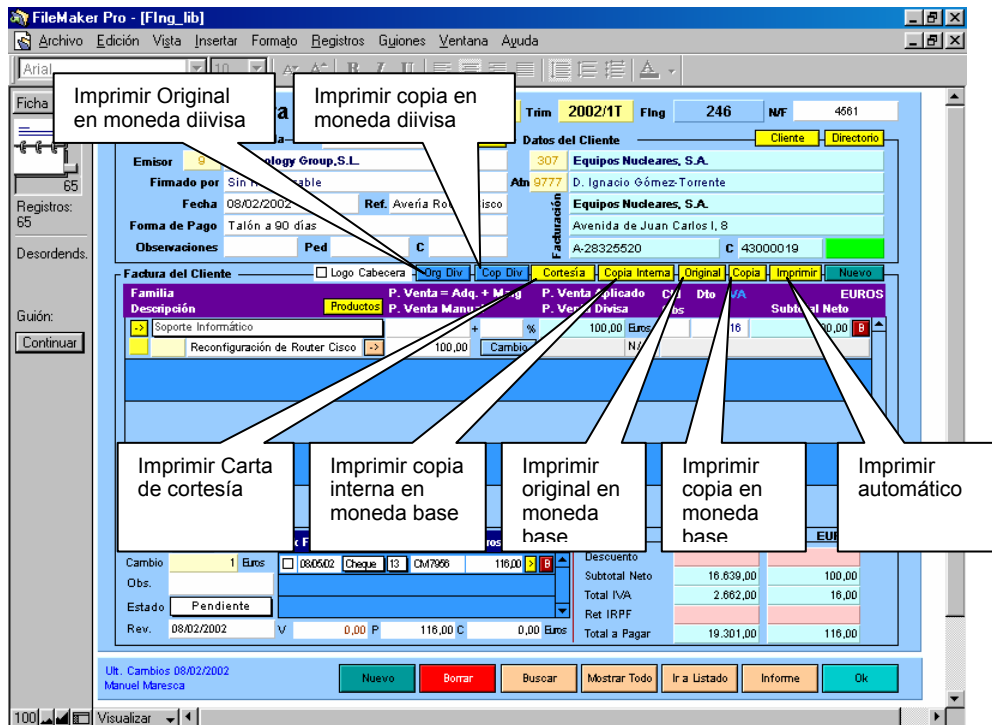 FileMaker Pro - [FIng_lib]
Archivo Edición Vista Insertar Formato Registros Guiones Ventana Ayuda
Arial 10
Imprimir Original
en moneda diivisa
Imprimir copia en
moneda diivisa
Ficha
65
Registros:
65
Desordends.
Guión:
Continuar
Trim 2002/1T FIng 246 N/F 4561
Datos del Cliente Cliente Directorio
Emisor 9 Group,S.L.
307 Equipos Nucleares, S.A.
Firmado por Sin
Atn 9777 D. Ignacio Gómez-Torrente
Fecha 08/02/2002 Ref. Avería
Facturación
Equipos Nucleares, S.A.
Forma de Pago Talón a 90 días
Avenida de Juan Carlos I, 8
Observaciones Ped C
A-28325520 C 43000019
Factura del Cliente Logo Cabecera Org Div Cop Div Cortesía Copia Interna Original Copia Imprimir Nuevo
Familia P. Venta = Adq. + Marg P. Venta Aplicado Dto IVA EUROS
Descripción Productos P. Venta Manual P. Venta Divisa Subtotal Neto
-> Soporte Informático + % 100,00 Euros 16 B
Reconfiguración de Router Cisco -> 100,00 Cambio
Imprimir Carta
de cortesía
Imprimir copia
interna en
moneda base
Imprimir
original en
moneda
base
Imprimir
copia en
moneda
base
Imprimir
automático
Cambio 1 Euros
08/05/02 Cheque 13 CM7956 116,00 > B
Obs.
Estado Pendiente
Rev. 08/02/2002 V 0,00 P 116,00 C 0,00 Euros
Descuento
Subtotal Neto 16.639,00 100,00
Total IVA 2.662,00 16,00
Ret IRPF
Total a Pagar 19.301,00 116,00
Ult. Cambios 08/02/2002
Manuel Maresca
Nuevo Borrar Buscar Mostrar Todo Ir a Listado Informe Ok
100 Visualizar